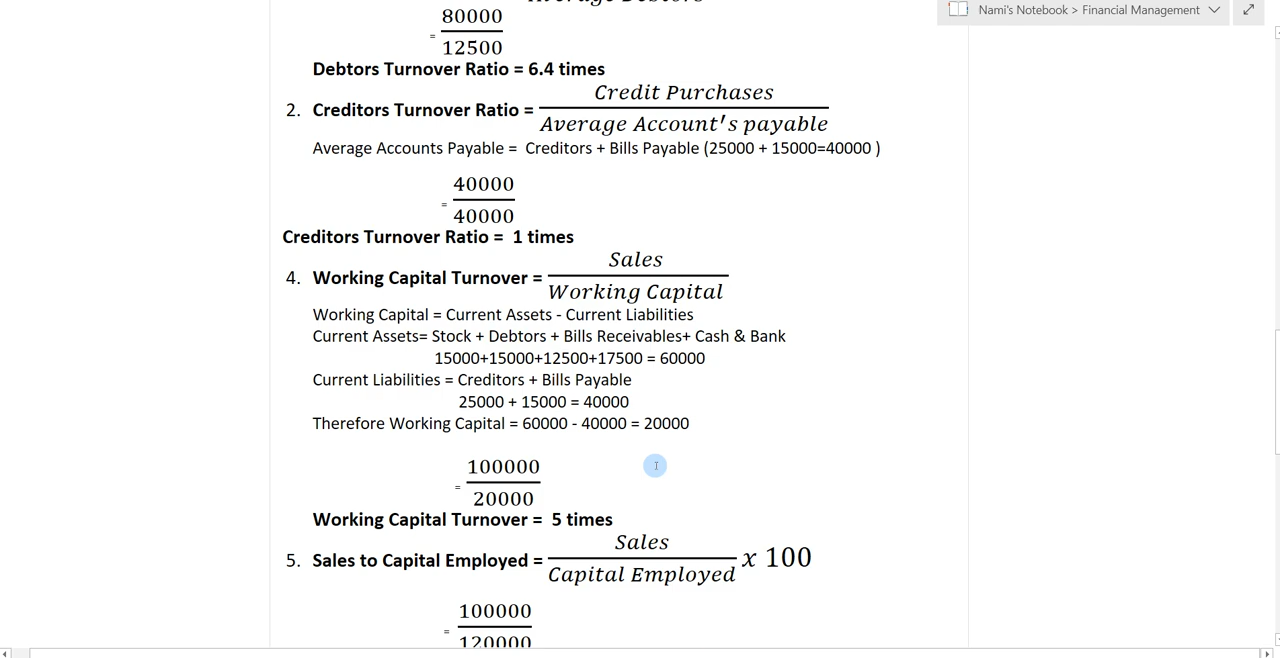 Nami's Notebook > Financial Management
80000
=
12500
Debtors Turnover Ratio = 6.4 times
Credit Purchases
2. Creditors Turnover Ratio =
Average Account's payable
Average Accounts Payable = Creditors + Bills Payable (25000 + 15000=40000 )
40000
=
40000
Creditors Turnover Ratio = 1 times
Sales
4. Working Capital Turnover =
Working Capital
Working Capital = Current Assets - Current Liabilities
Current Assets= Stock + Debtors + Bills Receivables+ Cash & Bank
15000+15000+12500+17500 = 60000
Current Liabilities = Creditors + Bills Payable
25000 + 15000 = 40000
Therefore Working Capital = 60000 - 40000 = 20000
100000
=
20000
Working Capital Turnover = 5 times
Sales
5. Sales to Capital Employed = x 100
Capital Employed
100000
=
120000